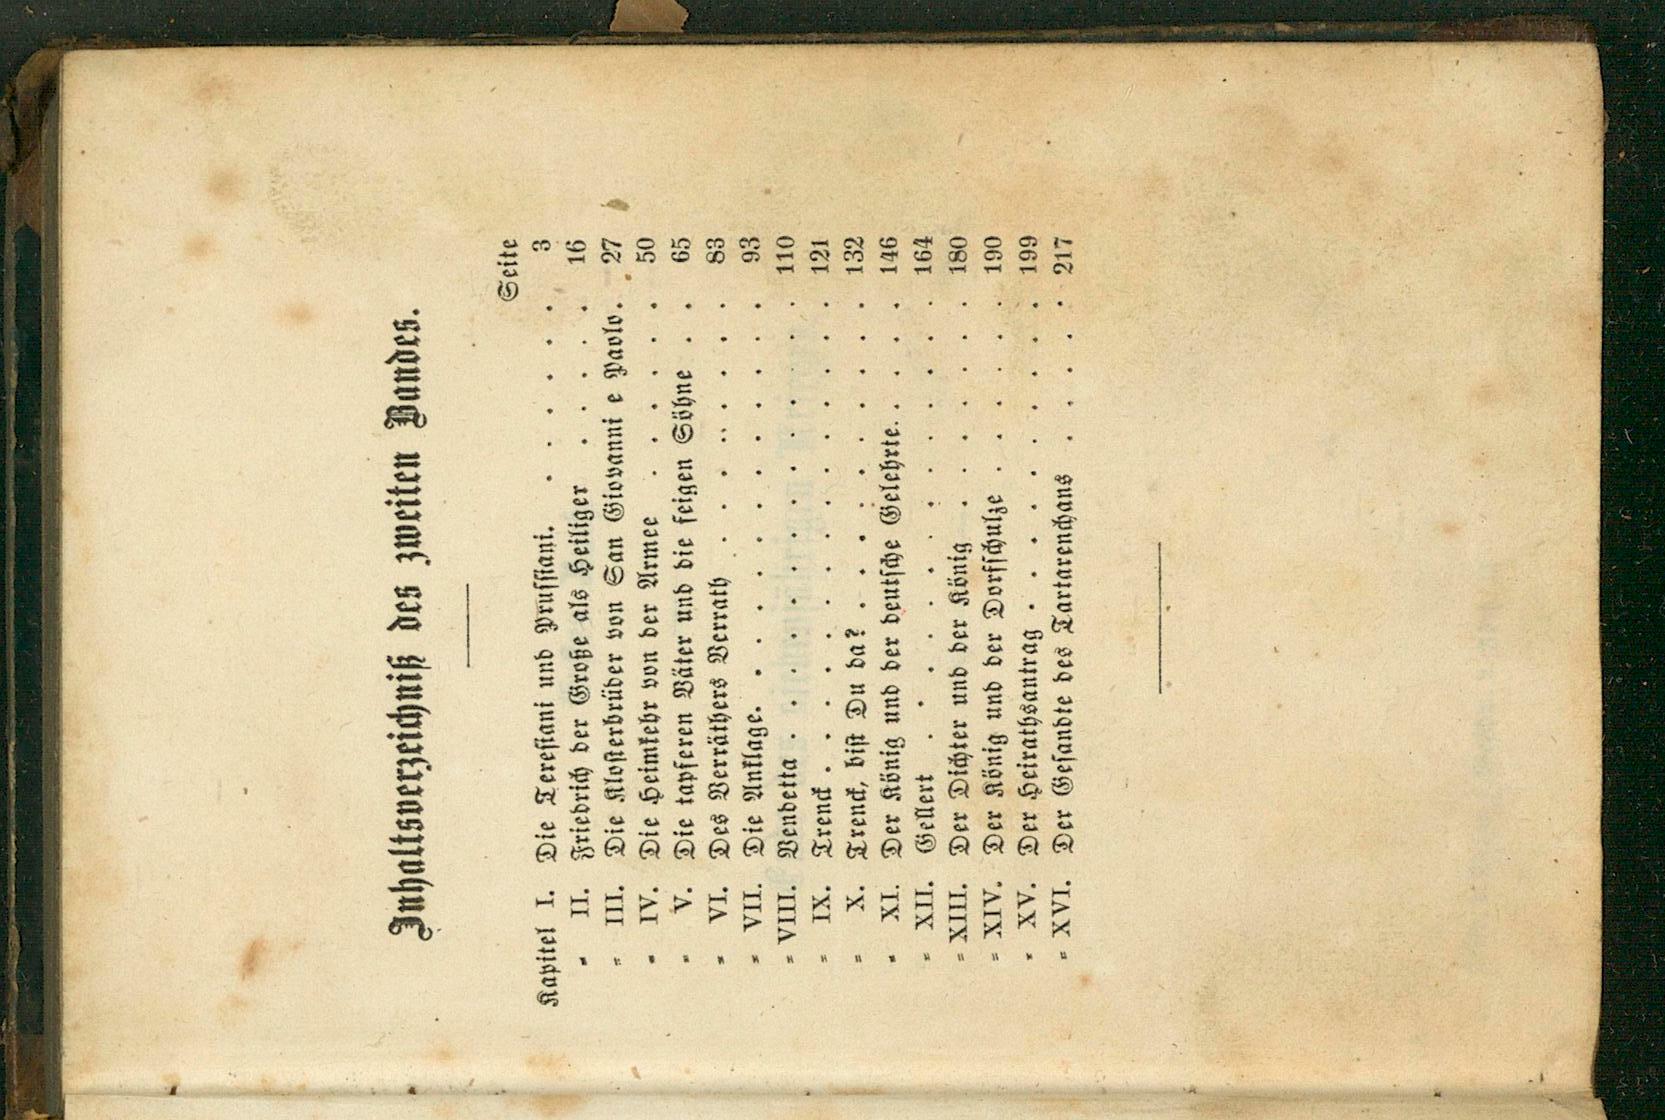 Inhaltsverzeichniß des zweiten Bandes.
Seite
Kapitel I. Die Teresiani und Prussiani. . . . . . . 3
" II. Friedrich der Große als Heiliger . . . . . 16
" III. Die Klosterbrüder von San Giovanni e Paolo . 27
" IV. Die Heimkehr von der Armee . . . . . . 50
" V. Die tapferen Väter und die feigen Söhne . . 65
" VI. Des Verräthers Verrath . . . . . . . . 83
" VII. Die Anklage. . . . . . . . . . . . . 93
" VIII. Vendetta . . . . . . . . . . . . . . 110
" IX. Trenck . . . . . . . . . . . . . . . 121
" X. Trenck, bist Du da? . . . . . . . . . . 132
" XI. Der König und der deutsche Gelehrte. . . . . 146
" XII. Gellert . . . . . . . . . . . . . . 164
" XIII. Der Dichter und der König . . . . . . . 180
" XIV. Der König und der Dorfschulze . . . . . . 190
" XV. Der Heirathsantrag . . . . . . . . . . 199
" XVI. Der Gesandte des Tartarenchans . . . . . 217